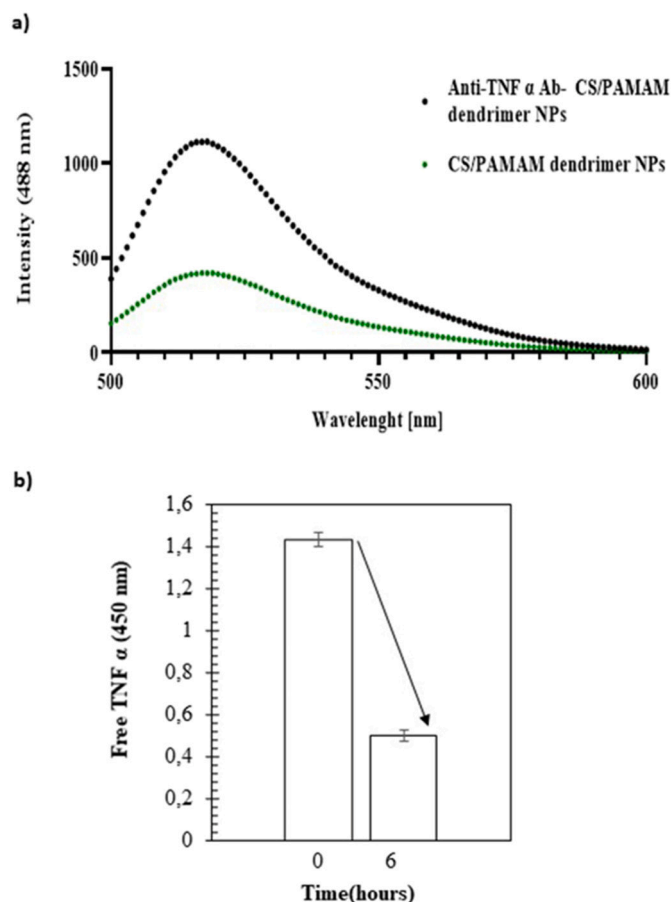 a)
1500
1000
500
0
Intensity (488 nm)
Anti-TNF α Ab- CS/PAMAM
dendrimer NPs
CS/PAMAM dendrimer NPs
500
550
600
Wavelenght [nm]
b)
1,6
1,4
1,2
1
0,8
0,6
0,4
0,2
0
Free TNF α (450 nm)
0
6
Time(hours)